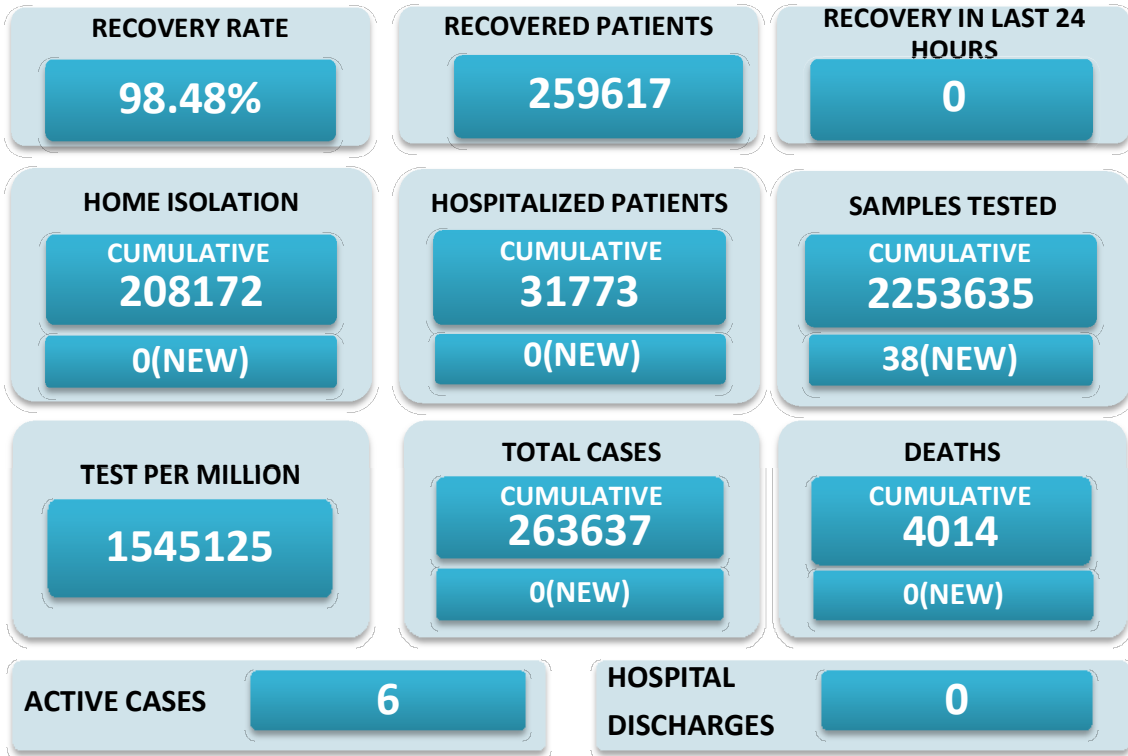 RECOVERY RATE
98.48%
RECOVERED PATIENTS
259617
RECOVERY IN LAST 24
HOURS
0
HOME ISOLATION
CUMULATIVE
208172
0(NEW)
HOSPITALIZED PATIENTS
CUMULATIVE
31773
0(NEW)
SAMPLES TESTED
CUMULATIVE
2253635
38(NEW)
TEST PER MILLION
1545125
TOTAL CASES
CUMULATIVE
263637
0(NEW)
DEATHS
CUMULATIVE
4014
0(NEW)
ACTIVE CASES
6
HOSPITAL
DISCHARGES
0